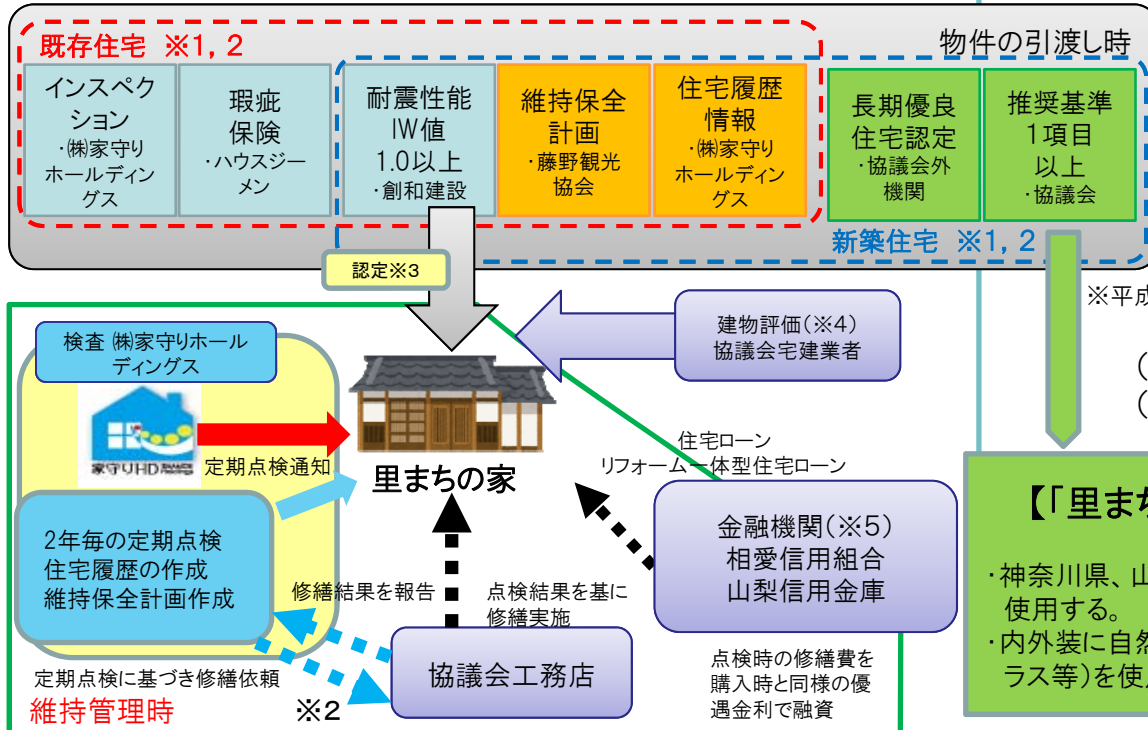 既存住宅 ※1, 2
物件の引渡し時
インスペク
ション
・㈱家守り
ホールディン
グス
瑕疵
保険
・ハウスジー
メン
耐震性能
IW値
1.0以上
・創和建設
維持保全
計画
・藤野観光
協会
住宅履歴
情報
・㈱家守り
ホールディン
グス
長期優良
住宅認定
・協議会外
機関
推奨基準
1項目
以上
・協議会
新築住宅 ※1, 2
認定※3
※平成
検査 ㈱家守りホール
ディングス
建物評価(※4)
協議会宅建業者
(
(
家守りHD
定期点検通知
里まちの家
住宅ローン
リフォーム一体型住宅ローン
2年毎の定期点検
住宅履歴の作成
維持保全計画作成
金融機関(※5)
相愛信用組合
山梨信用金庫
【「里まち
・神奈川県、山
使用する。
・内外装に自然
ラス等)を使
修繕結果を報告
点検結果を基に
修繕実施
協議会工務店
定期点検に基づき修繕依頼
維持管理時
※2
点検時の修繕費を
購入時と同様の優
遇金利で融資